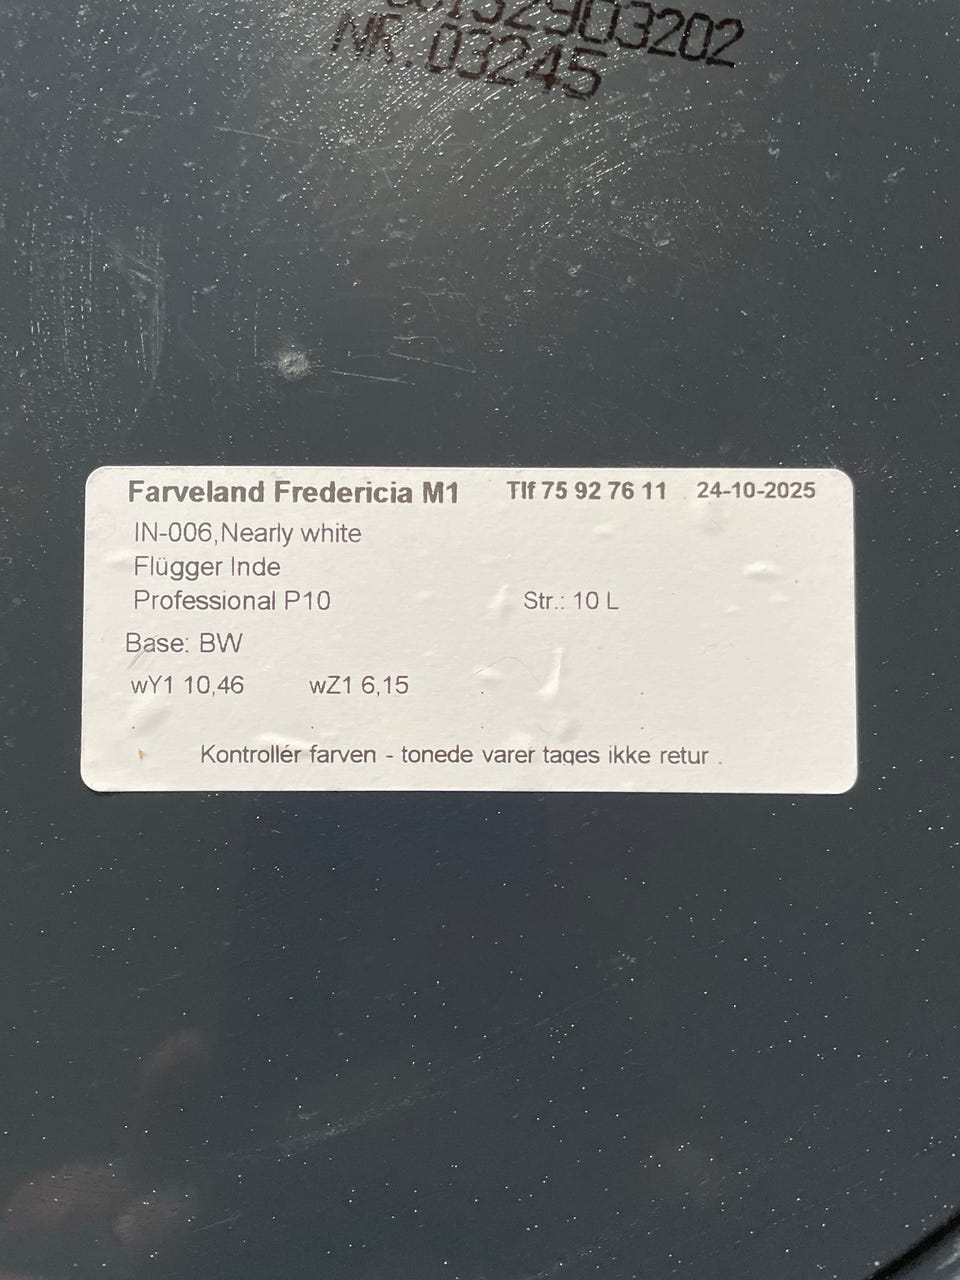 NR.03245
Farveland Fredericia M1 Tlf 75 92 76 11 24-10-2025
IN-006,Nearly white
Flügger Inde
Professional P10 Str.: 10 L
Base: BW
wY1 10,46 wZ1 6,15
Kontrollér farven - tonede varer tages ikke retur .